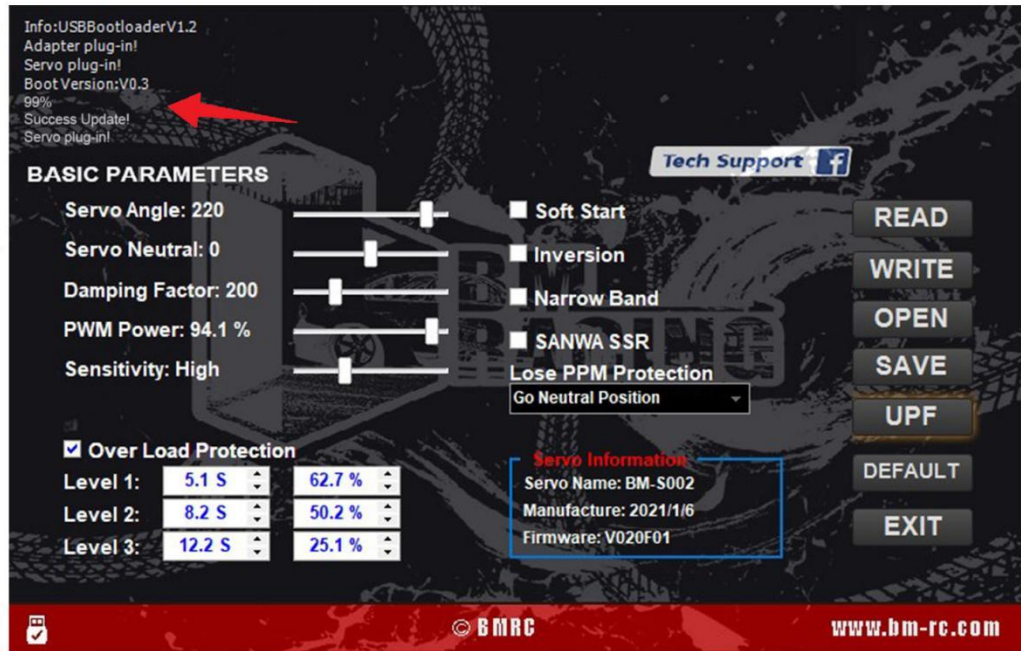 Info:USBBootloaderV1.2
Adapter plug-in!
Servo plug-in!
Boot Version:V0.3
99%
Success Update!
Servo plug-in!
Tech Support f
BASIC PARAMETERS
Servo Angle: 220
Servo Neutral: 0
Damping Factor: 200
PWM Power: 94.1 %
Sensitivity: High
Soft Start
Inversion
Narrow Band
SANWA SSR
Lose PPM Protection
Go Neutral Position
READ
WRITE
OPEN
SAVE
UPF
DEFAULT
EXIT
Over Load Protection
Level 1: 5.1 S 62.7 %
Level 2: 8.2 S 50.2 %
Level 3: 12.2 S 25.1 %
Servo Information
Servo Name: BM-S002
Manufacture: 2021/1/6
Firmware: V020F01
RACING
© BMRC
www.bm-rc.com